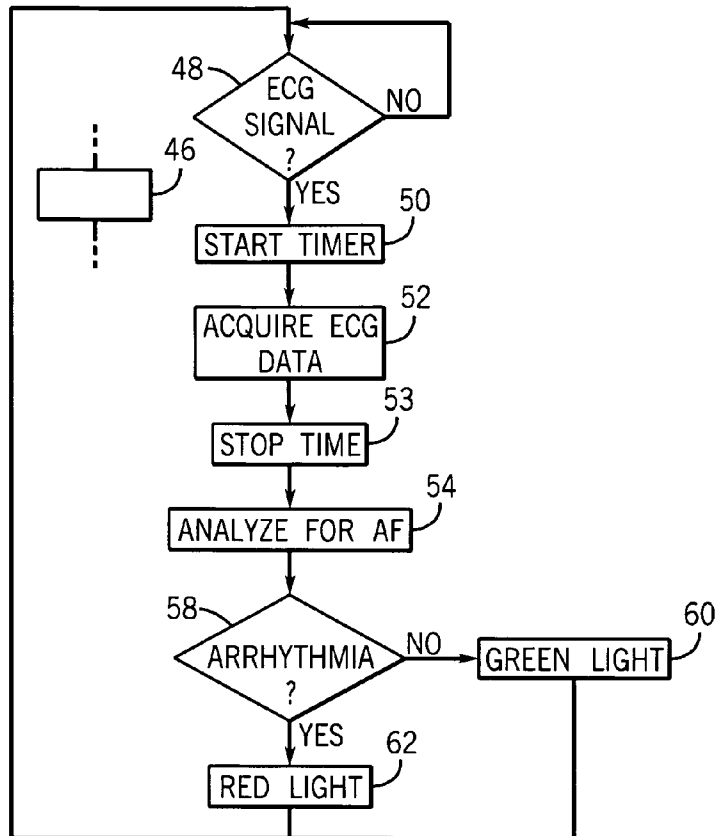 48
ECG
SIGNAL
?
NO
YES
46
50
START TIMER
52
ACQUIRE ECG
DATA
53
STOP TIME
54
ANALYZE FOR AF
58
ARRHYTHMIA
?
NO
YES
60
GREEN LIGHT
62
RED LIGHT